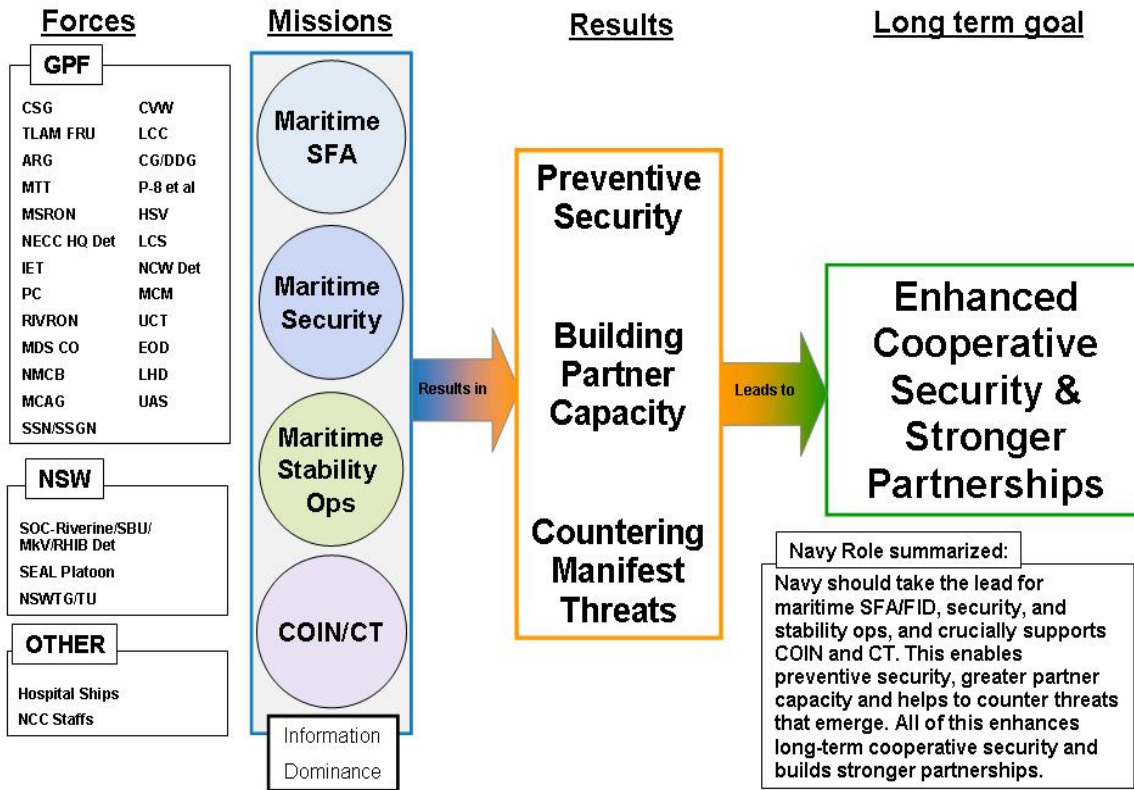 Forces
Missions
Results
Long term goal
GPF
CSG
TLAM FRU
ARG
MTT
MSRON
NECC HQ Det
IET
PC
RIVRON
MDS CO
NMCB
MCAG
SSN/SSGN
CVW
LCC
CG/DDG
P-8 et al
HSV
LCS
NCW Det
MCM
UCT
EOD
LHD
UAS
NSW
SOC-Riverine/SBU/
MkV/RHIB Det
SEAL Platoon
NSWTG/TU
OTHER
Hospital Ships
NCC Staffs
Maritime
SFA
Maritime
Security
Maritime
Stability
Ops
COIN/CT
Information
Dominance
Results in
Preventive
Security
Building
Partner
Capacity
Countering
Manifest
Threats
Leads to
Enhanced
Cooperative
Security &
Stronger
Partnerships
Navy Role summarized:
Navy should take the lead for
maritime SFA/FID, security, and
stability ops, and crucially supports
COIN and CT. This enables
preventive security, greater partner
capacity and helps to counter threats
that emerge. All of this enhances
long-term cooperative security and
builds stronger partnerships.